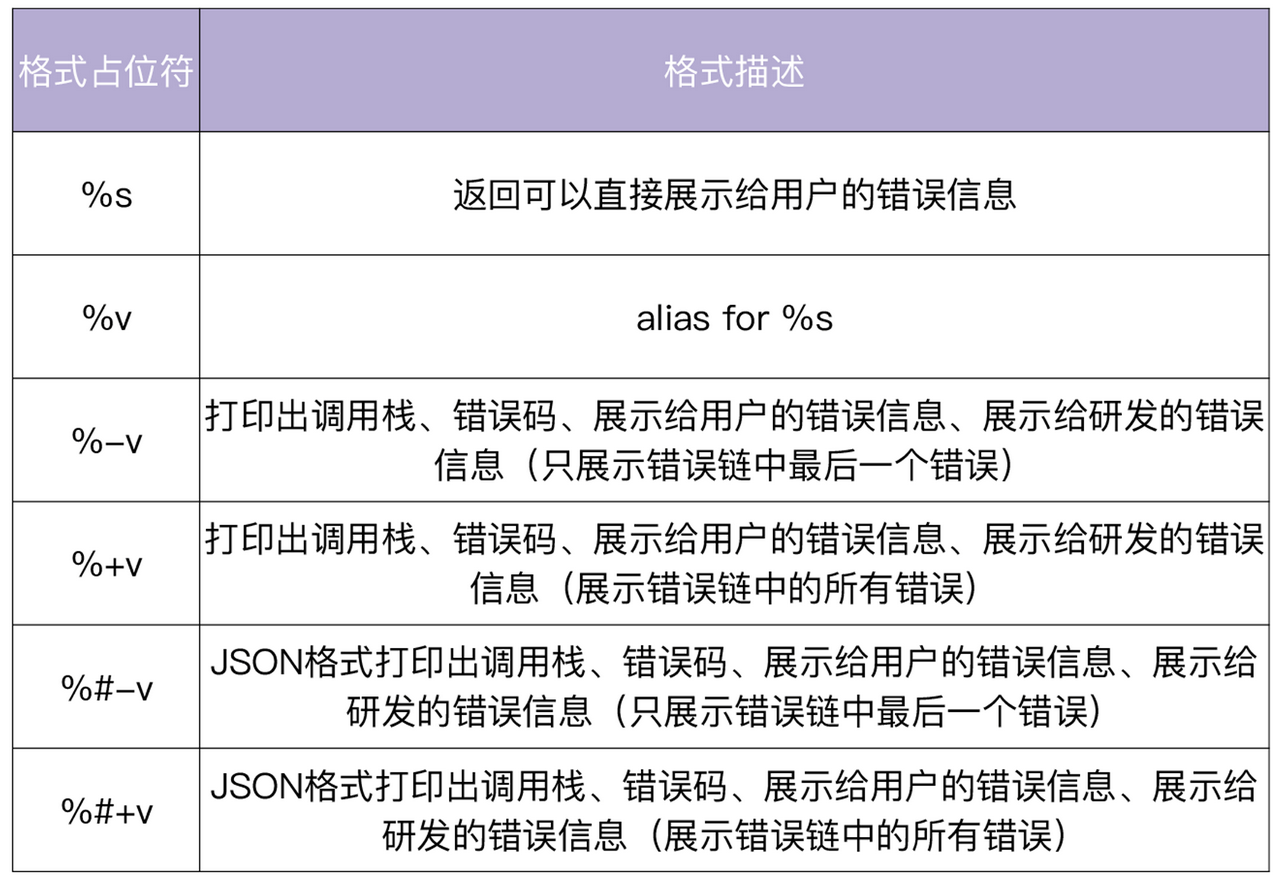 格式占位符
格式描述
%s
返回可以直接展示给用户的错误信息
%v
alias for %s
%–v
打印出调用栈、错误码、展示给用户的错误信息、展示给研发的错误
信息（只展示错误链中最后一个错误）
%+v
打印出调用栈、错误码、展示给用户的错误信息、展示给研发的错误
信息（展示错误链中的所有错误）
%#–v
JSON格式打印出调用栈、错误码、展示给用户的错误信息、展示给
研发的错误信息（只展示错误链中最后一个错误）
%#+v
JSON格式打印出调用栈、错误码、展示给用户的错误信息、展示给
研发的错误信息（展示错误链中的所有错误）